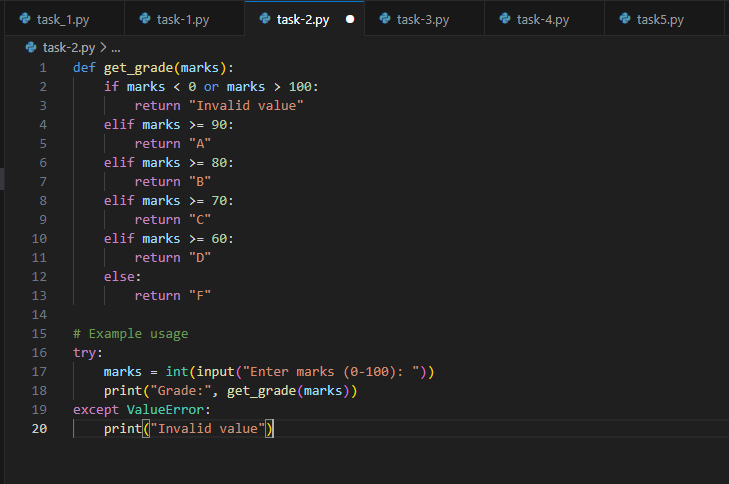 task_1.py task-1.py task-2.py task-3.py task-4.py task5.py
task-2.py > ...
1 def get_grade(marks):
2     if marks < 0 or marks > 100:
3         return "Invalid value"
4     elif marks >= 90:
5         return "A"
6     elif marks >= 80:
7         return "B"
8     elif marks >= 70:
9         return "C"
10     elif marks >= 60:
11         return "D"
12     else:
13         return "F"
14
15 # Example usage
16 try:
17     marks = int(input("Enter marks (0-100): "))
18     print("Grade:", get_grade(marks))
19 except ValueError:
20     print("Invalid value")